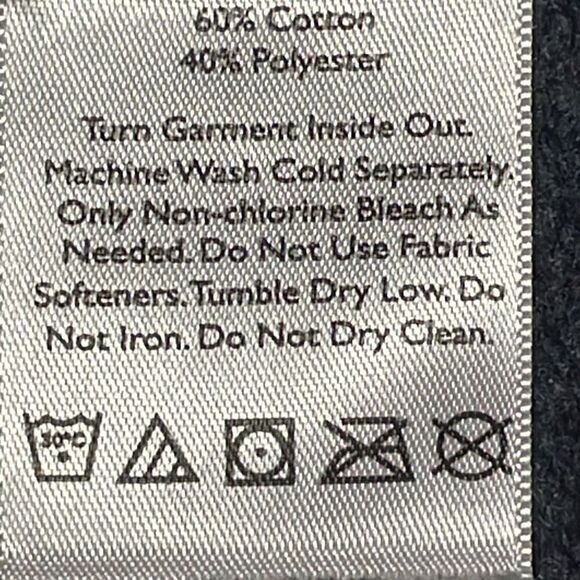 60% Cotton
40% Polyester
Turn Garment Inside Out.
Machine Wash Cold Separately.
Only Non-chlorine Bleach As
Needed. Do Not Use Fabric
Softeners. Tumble Dry Low. Do
Not Iron. Do Not Dry Clean.
30°C